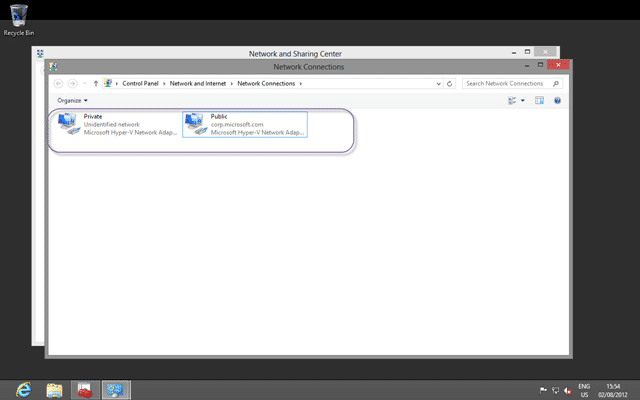 Recycle Bin
Network and Sharing Center
Network Connections
Control Panel
Network and Internet
Network Connections
Search Network Connections
Organize
Private
Unidentified network
Microsoft Hyper-V Network Adap...
Public
corp.microsoft.com
Microsoft Hyper-V Network Adap...
ENG
US
15:54
02/08/2012